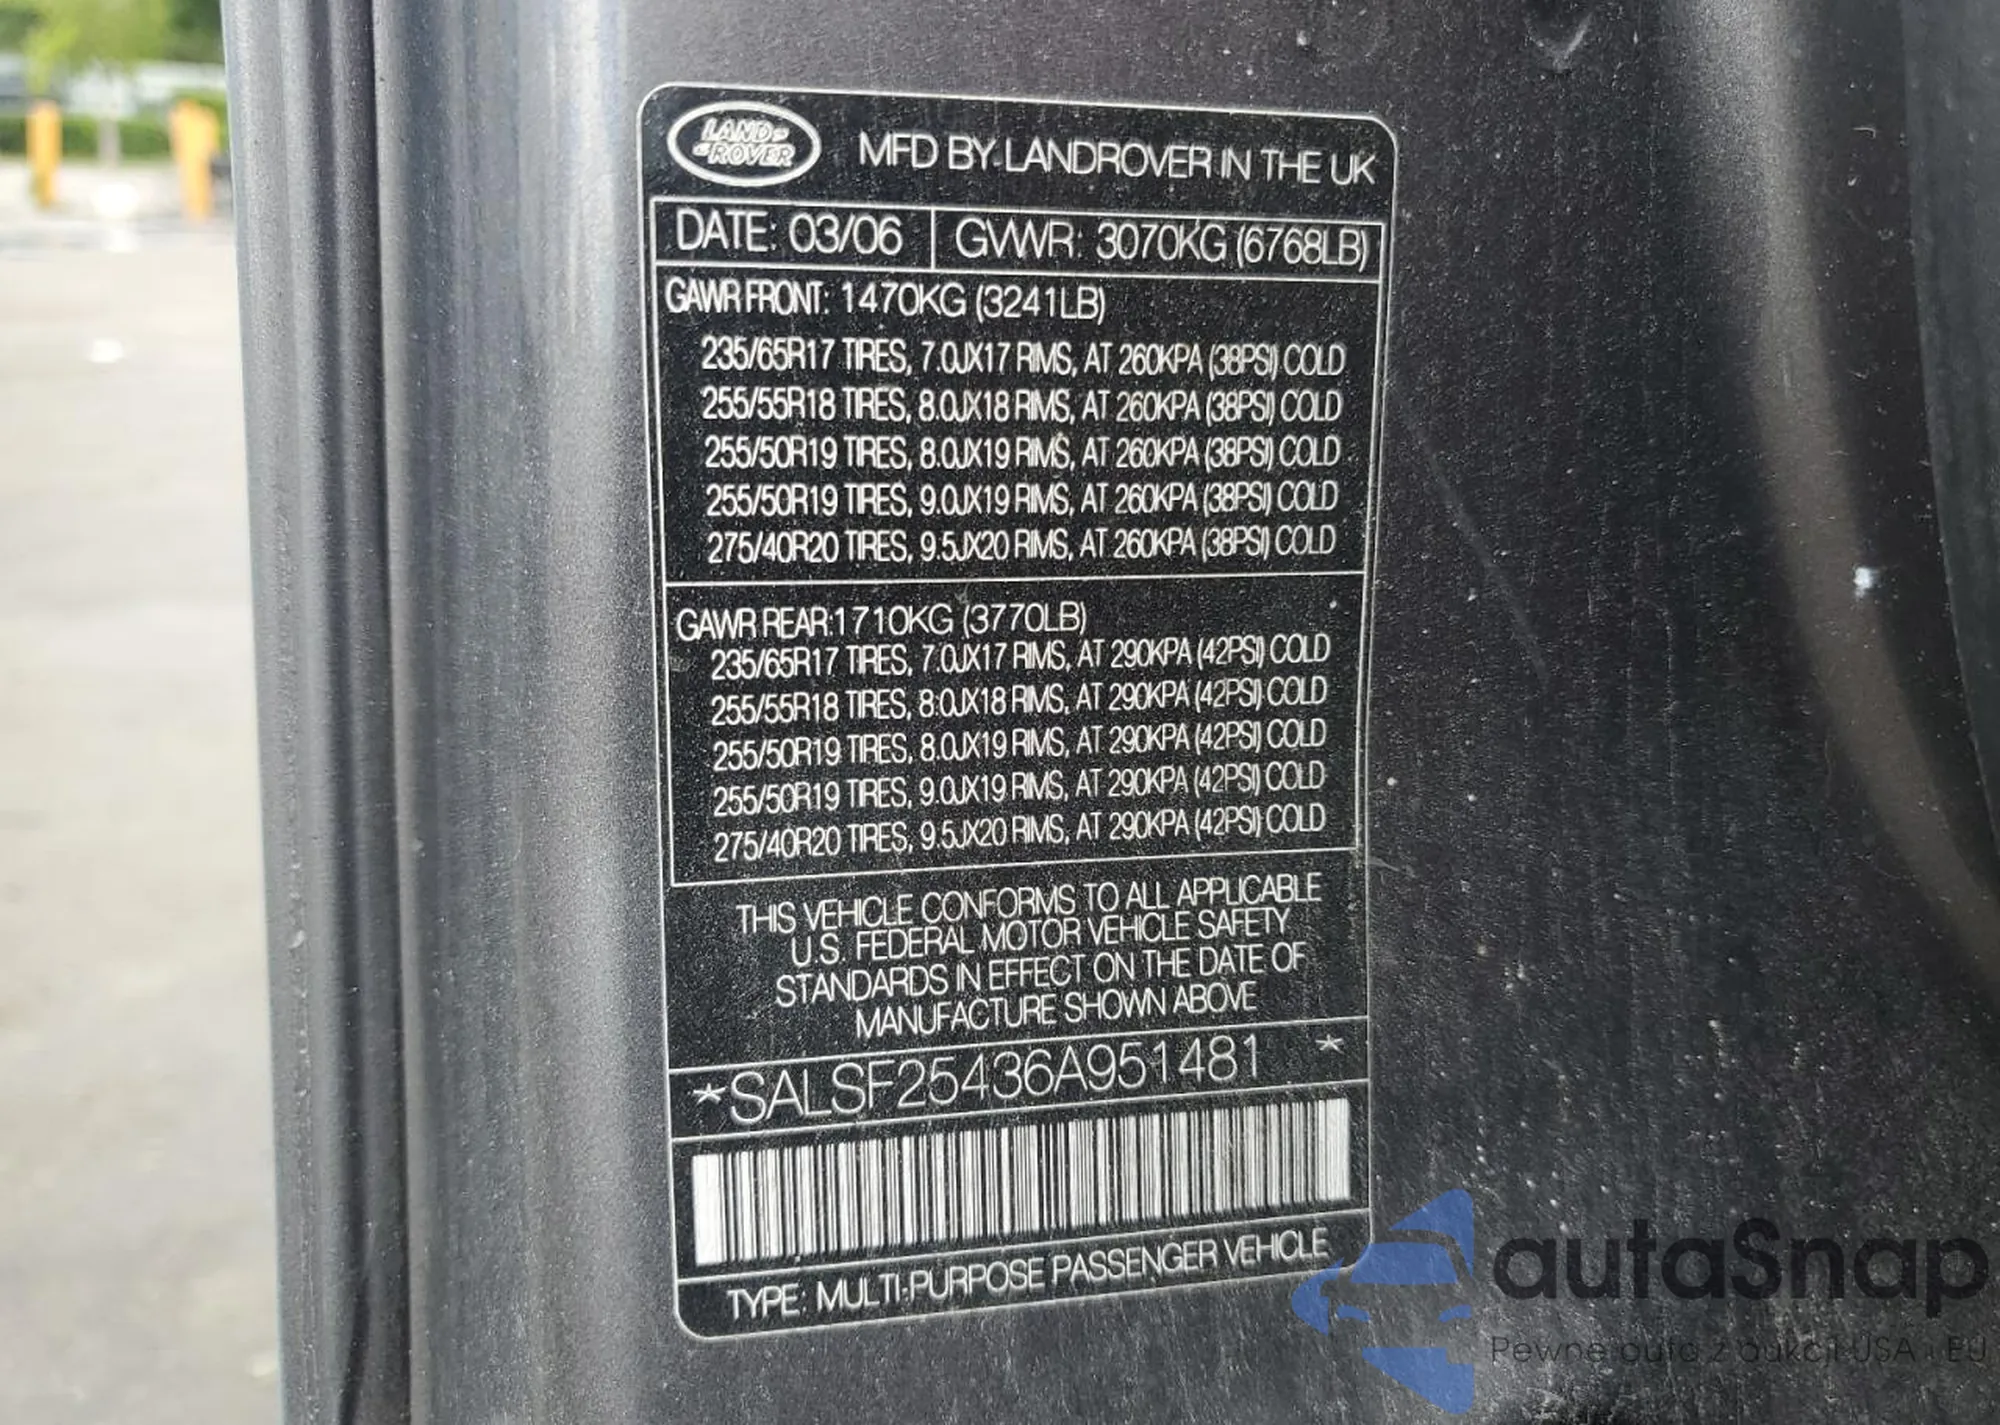 LAND-
-ROVER
MFD BY LANDROVER IN THE UK
DATE: 03/06 GVWR: 3070KG (6768LB)
GAWR FRONT: 1470KG (3241LB)
235/65R17 TIRES, 7.0JX17 RIMS, AT 260KPA (38PSI) COLD
255/55R18 TIRES, 8.0JX18 RIMS, AT 260KPA (38PSI) COLD
255/50R19 TIRES, 8.0JX19 RIMS, AT 260KPA (38PSI) COLD
255/50R19 TIRES, 9.0JX19 RIMS, AT 260KPA (38PSI) COLD
275/40R20 TIRES, 9.5JX20 RIMS, AT 260KPA (38PSI) COLD
GAWR REAR:1710KG (3770LB)
235/65R17 TIRES, 7.0JX17 RIMS, AT 290KPA (42PSI) COLD
255/55R18 TIRES, 8.0JX18 RIMS, AT 290KPA (42PSI) COLD
255/50R19 TIRES, 8.0JX19 RIMS, AT 290KPA (42PSI) COLD
255/50R19 TIRES, 9.0JX19 RIMS, AT 290KPA (42PSI) COLD
275/40R20 TIRES, 9.5JX20 RIMS, AT 290KPA (42PSI) COLD
THIS VEHICLE CONFORMS TO ALL APPLICABLE
U.S. FEDERAL MOTOR VEHICLE SAFETY
STANDARDS IN EFFECT ON THE DATE OF
MANUFACTURE SHOWN ABOVE
*SALSF25436A951481 *
TYPE: MULTI-PURPOSE PASSENGER VEHICLE
autaSnap
Pewne auta z aukcji USA i EU